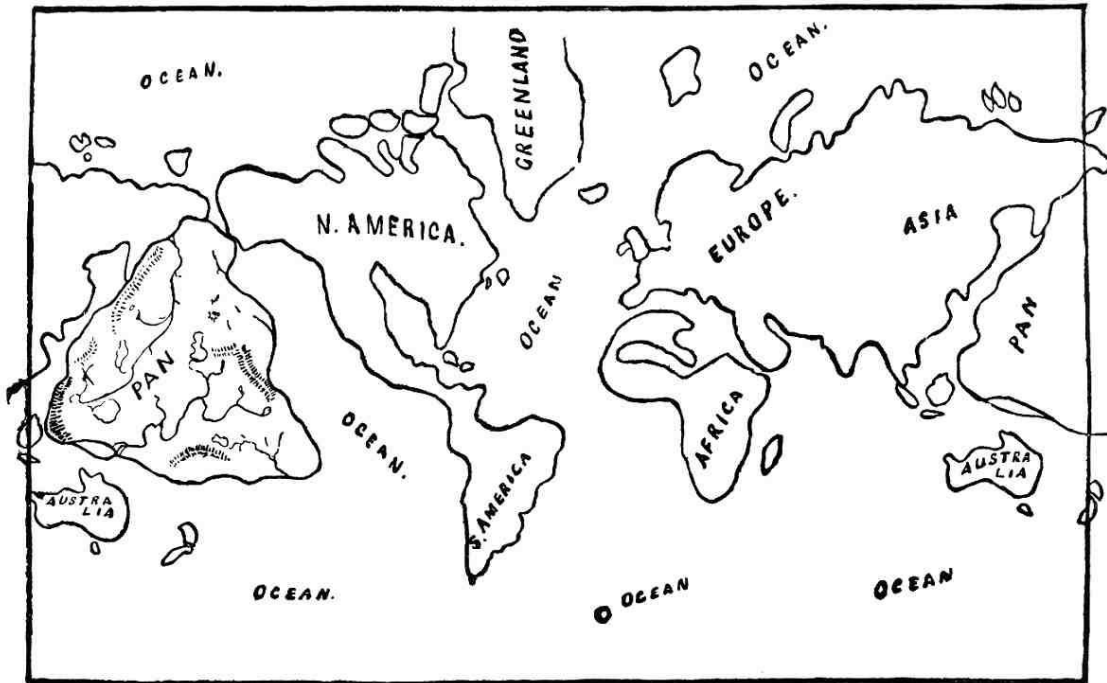 OCEAN.
GREENLAND
OCEAN.
N. AMERICA.
EUROPE.
ASIA
OCEAN
PAN
PAN
OCEAN.
S. AMERICA
AFRICA
AUSTRA
LIA
AUSTRA
LIA
OCEAN.
OCEAN
OCEAN